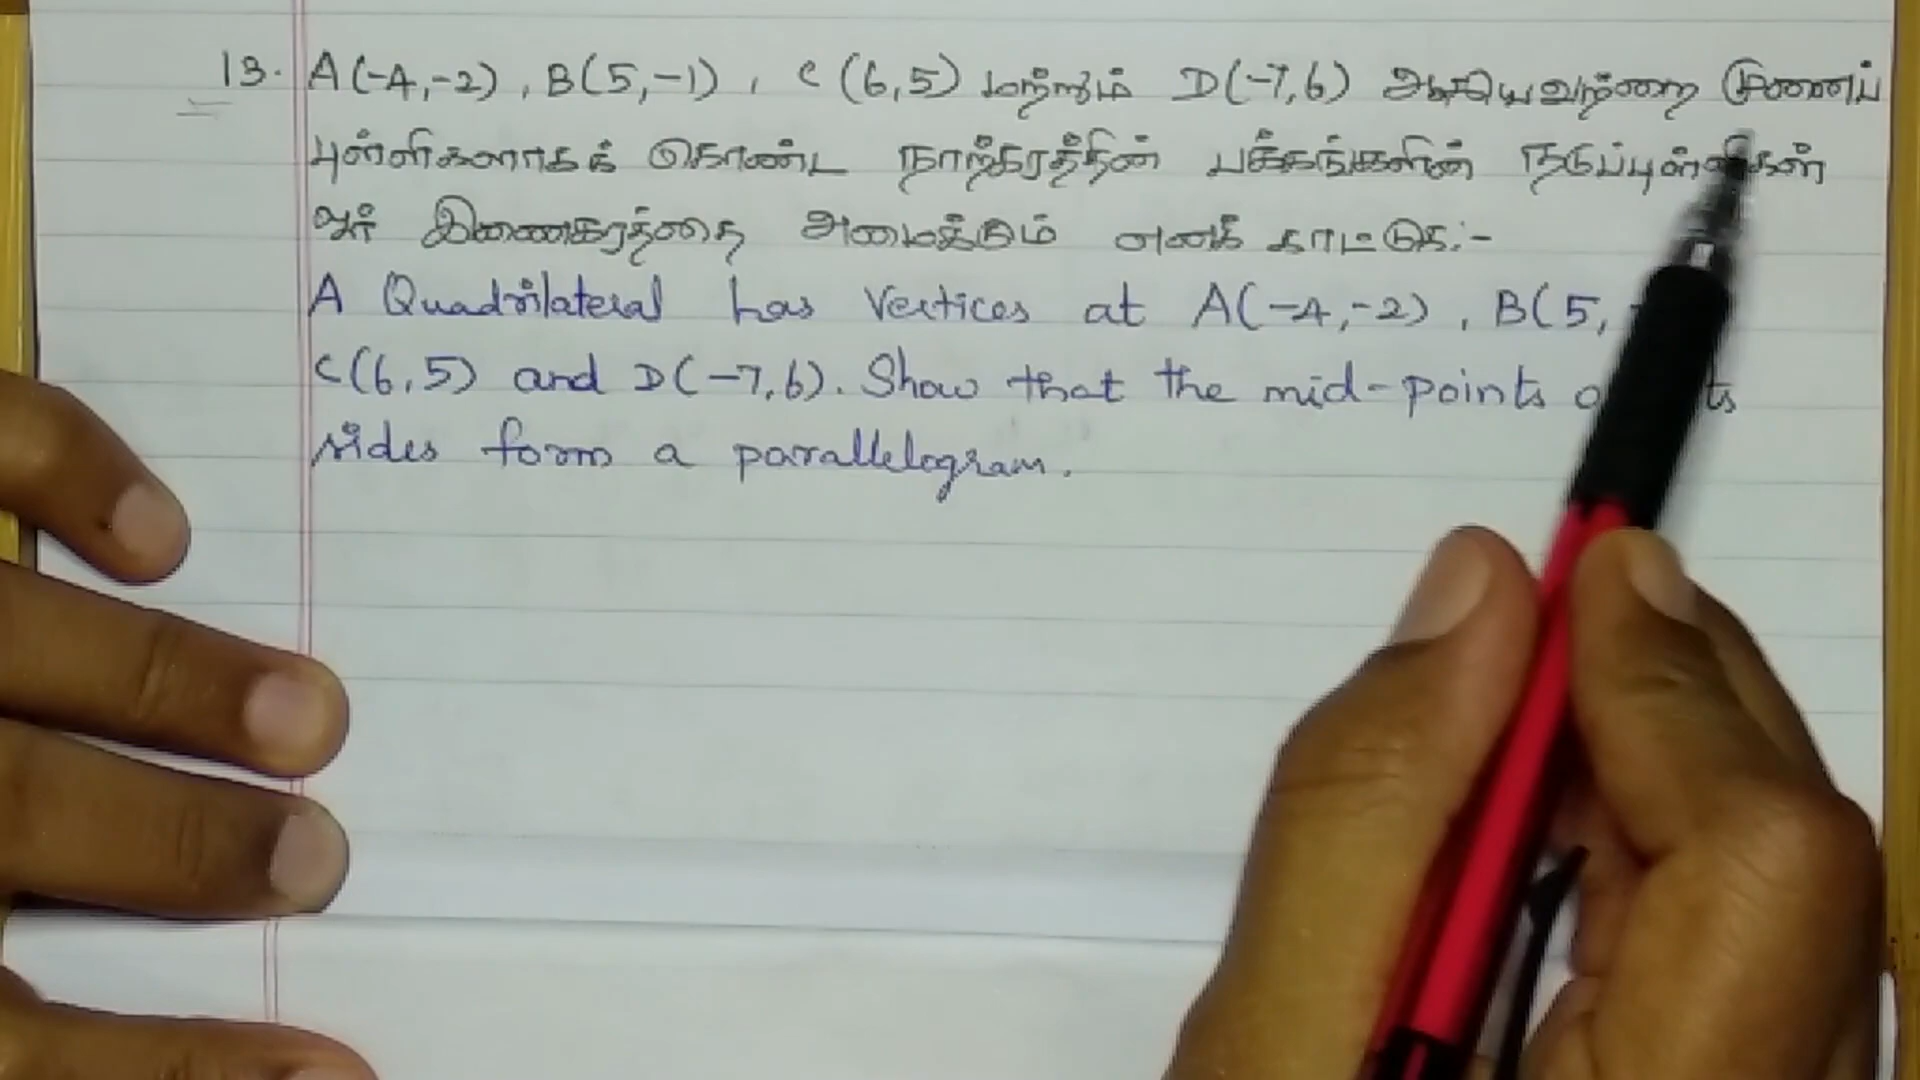 13. A(-4,-2), B(5,-1), C(6,5) மற்றும் D(-7,6) ஆகியவற்றை முனைப்
புள்ளிகளாகக் கொண்ட நாற்கரத்தின் பக்கங்களின் நடுப்புள்ளிகள்
ஓர் இணைகரத்தை அமைக்கும் எனக் காட்டுக:-
A Quadrilateral has Vertices at A(-4,-2), B(5,
C(6,5) and D(-7,6). Show that the mid-points
sides form a parallelogram.